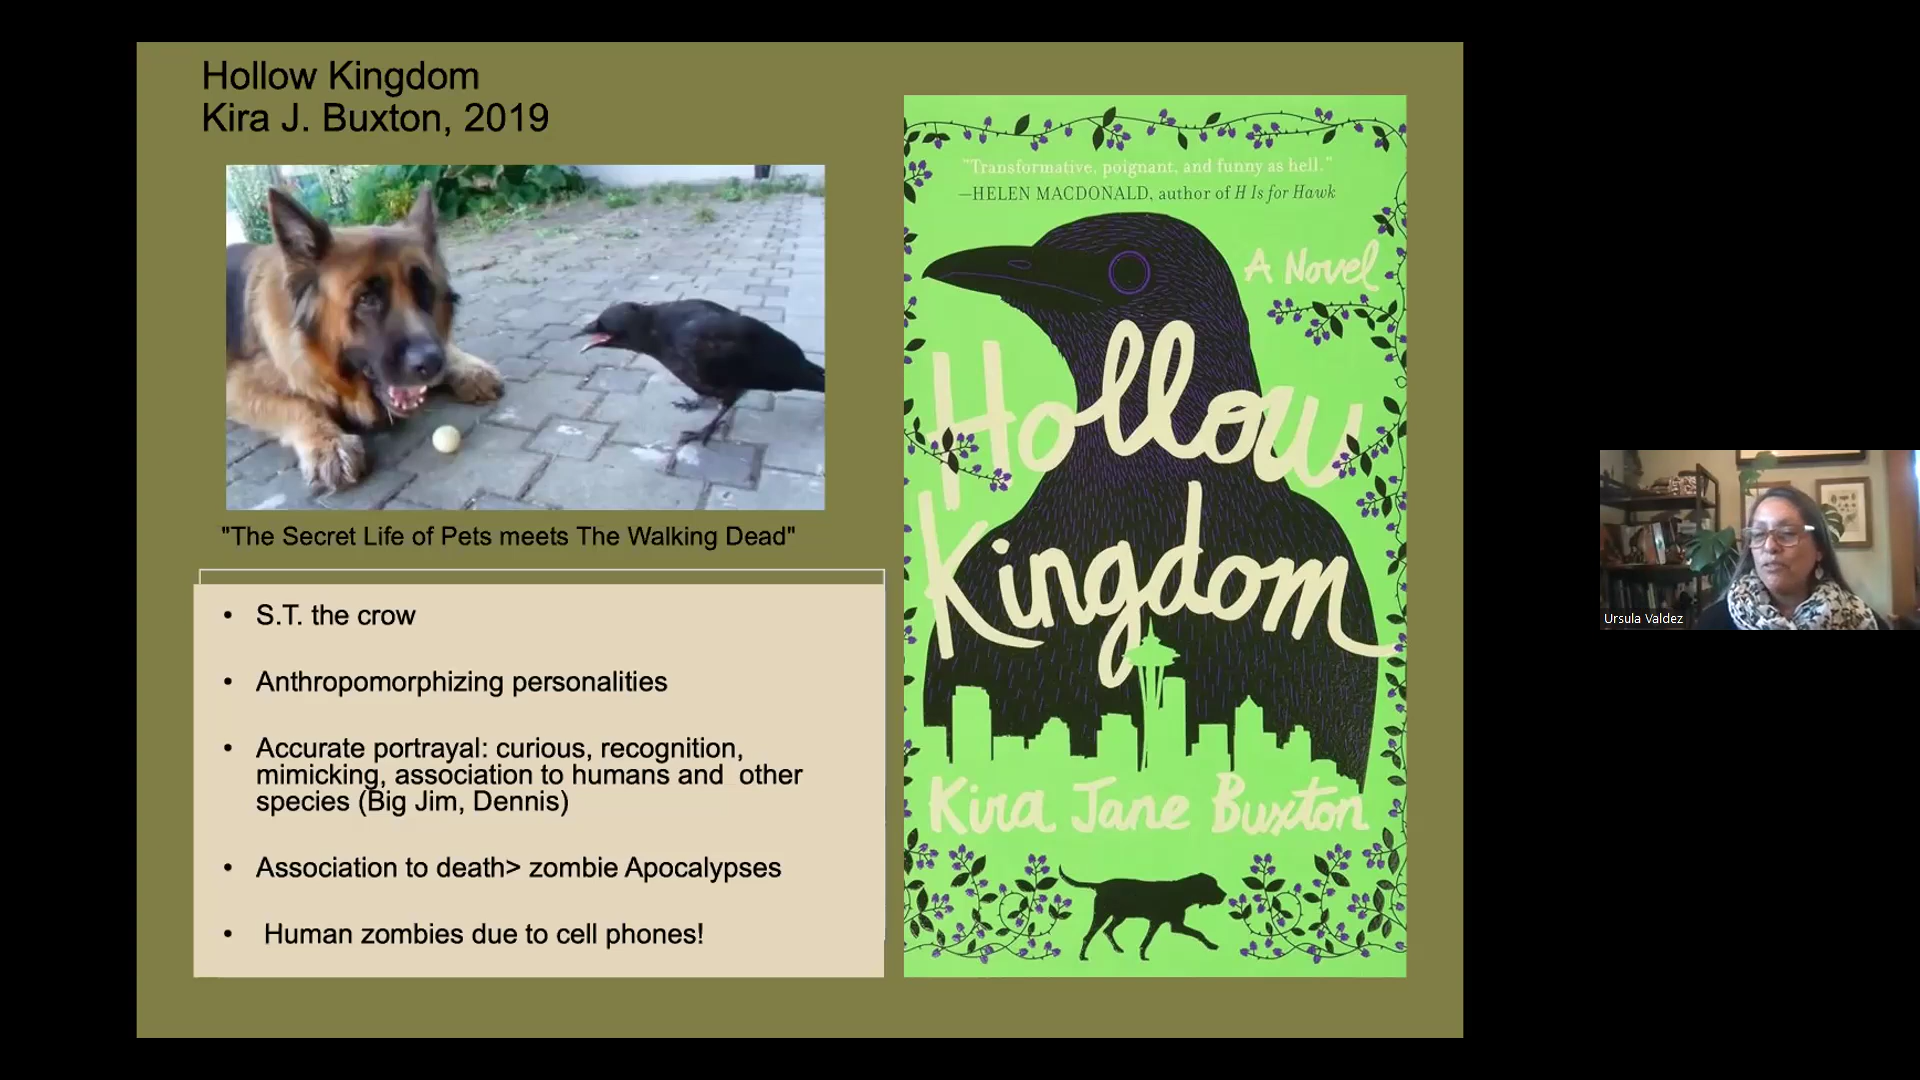 Hollow Kingdom
Kira J. Buxton, 2019
"The Secret Life of Pets meets The Walking Dead"
• S.T. the crow
• Anthropomorphizing personalities
• Accurate portrayal: curious, recognition,
mimicking, association to humans and other
species (Big Jim, Dennis)
• Association to death> zombie Apocalypses
• Human zombies due to cell phones!
"Transformative, poignant, and funny as hell."
—HELEN MACDONALD, author of H Is for Hawk
A Novel
Hollow
Kingdom
Kira Jane Buxton
Ursula Valdez